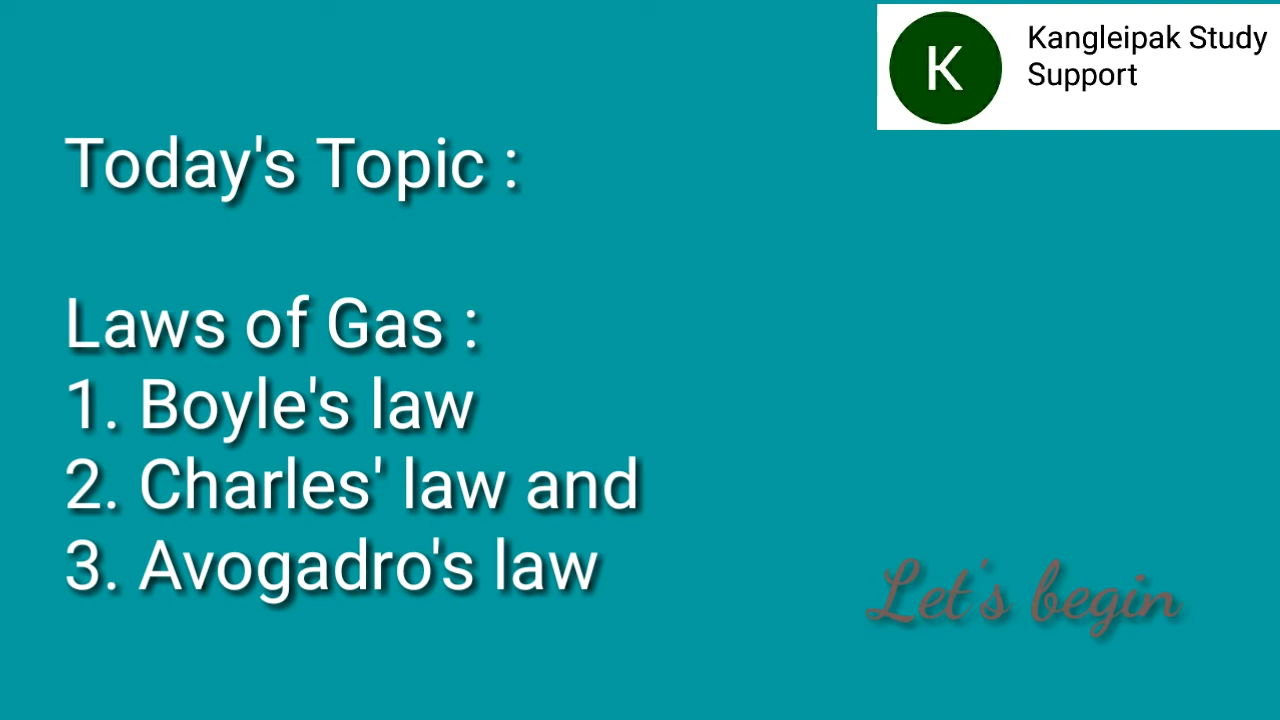 K
Kangleipak Study
Support
Today's Topic :
Laws of Gas :
1. Boyle's law
2. Charles' law and
3. Avogadro's law
Let's begin